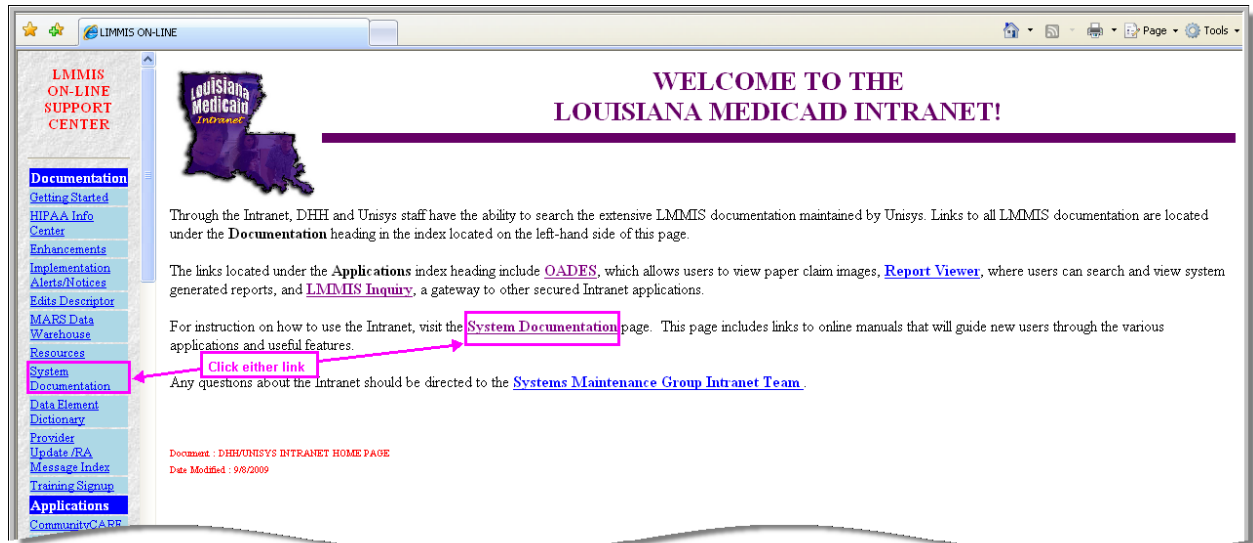 LIMMIS ON-LINE
Page
Tools
LMMIS
ON-LINE
SUPPORT
CENTER
Documentation
Getting Started
HIPAA Info
Center
Enhancements
Implementation
Alerts/Notices
Edits Descriptor
MARS Data
Warehouse
Resources
System
Documentation
Data Element
Dictionary
Provider
Update /RA
Message Index
Training Signup
Applications
CommunityCARE
Louisiana
Medicaid
Intranet
WELCOME TO THE
LOUISIANA MEDICAID INTRANET!
Through the Intranet, DHH and Unisys staff have the ability to search the extensive LMMIS documentation maintained by Unisys. Links to all LMMIS documentation are located
under the Documentation heading in the index located on the left-hand side of this page.
The links located under the Applications index heading include OADES, which allows users to view paper claim images, Report Viewer, where users can search and view system
generated reports, and LMMIS Inquiry, a gateway to other secured Intranet applications.
For instruction on how to use the Intranet, visit the System Documentation page. This page includes links to online manuals that will guide new users through the various
applications and useful features.
Click either link
Any questions about the Intranet should be directed to the Systems Maintenance Group Intranet Team .
Document : DHH/UNISYS INTRANET HOME PAGE
Date Modified : 9/8/2009